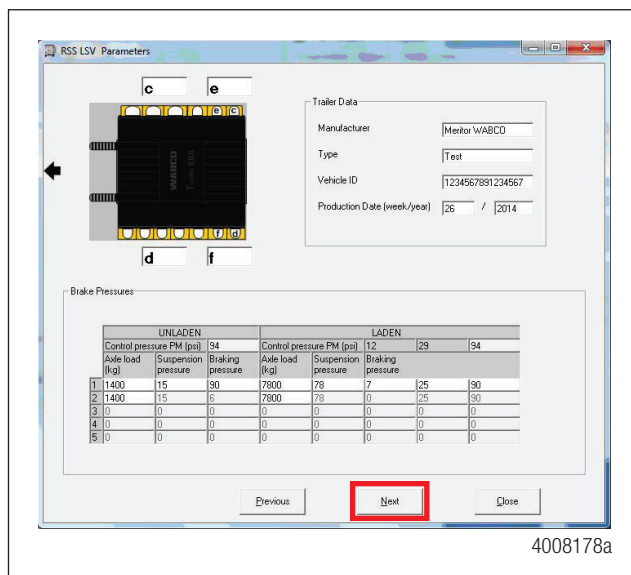 RSS LSV Parameters
c e
e c
WABCO
Trailer EBS
f d
d f
Trailer Data
Manufacturer Meritor WABCO
Type Test
Vehicle ID 1234567891234567
Production Date (week/year) 26 / 2014
Brake Pressures
UNLADEN LADEN
Control pressure PM (psi) 94 Control pressure PM (psi) 12 29 94
Axle load (kg) Suspension pressure Braking pressure Axle load (kg) Suspension pressure Braking pressure
1 1400 15 90 7800 78 7 25 90
2 1400 15 6 7800 78 0 25 90
3 0 0 0 0 0 0 0 0
4 0 0 0 0 0 0 0 0
5 0 0 0 0 0 0 0 0
Previous Next Close
4008178a